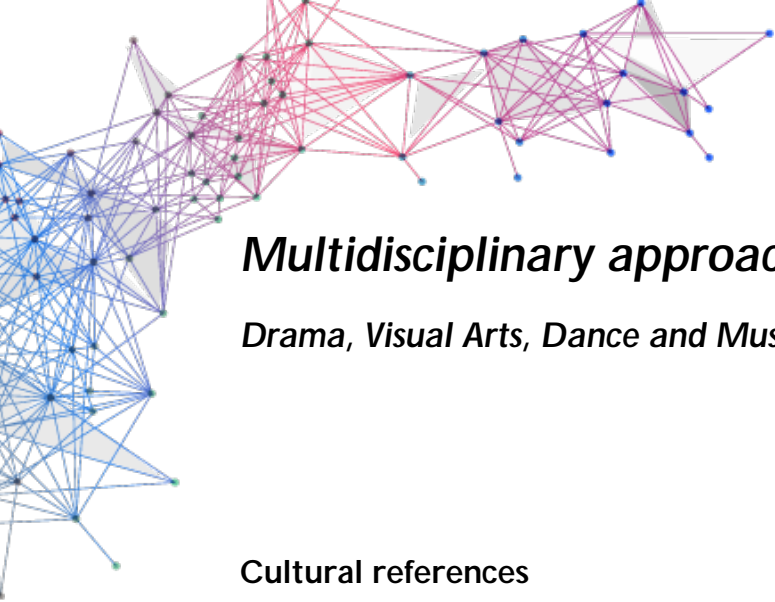 Multidisciplinary approac
Drama, Visual Arts, Dance and Mus
Cultural references